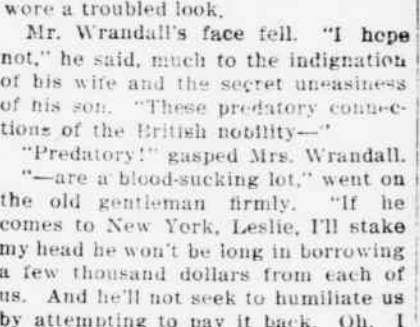 wore a troubled look.
Mr. Wrandall's face fell. "I hope
not," he said, much to the indignation
of his wife and the secret uneasiness
of his son. "These predatory connec-
tions of the British nobility—"
"Predatory!" gasped Mrs. Wrandall.
"—are a blood-sucking lot," went on
the old gentleman firmly. "If he
comes to New York, Leslie, I'll stake
my head he won't be long in borrowing
a few thousand dollars from each of
us. And he'll not seek to humiliate us
by attempting to pay it back. Oh, I